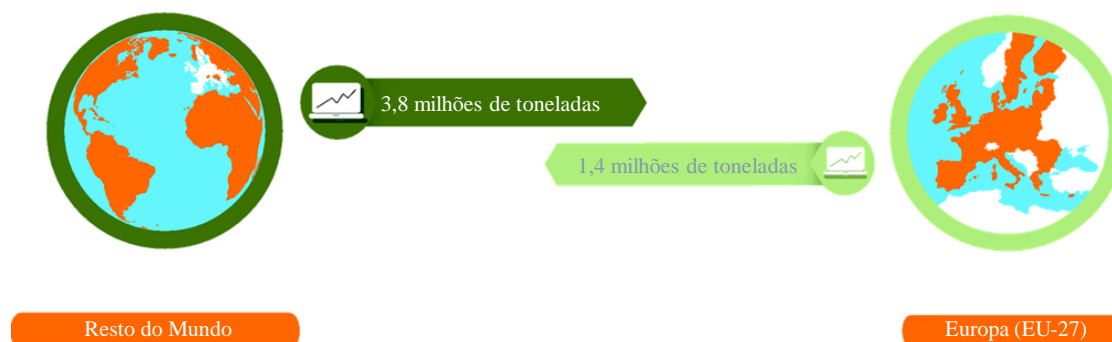 3,8 milhões de toneladas
1,4 milhões de toneladas
Resto do Mundo
Europa (EU-27)